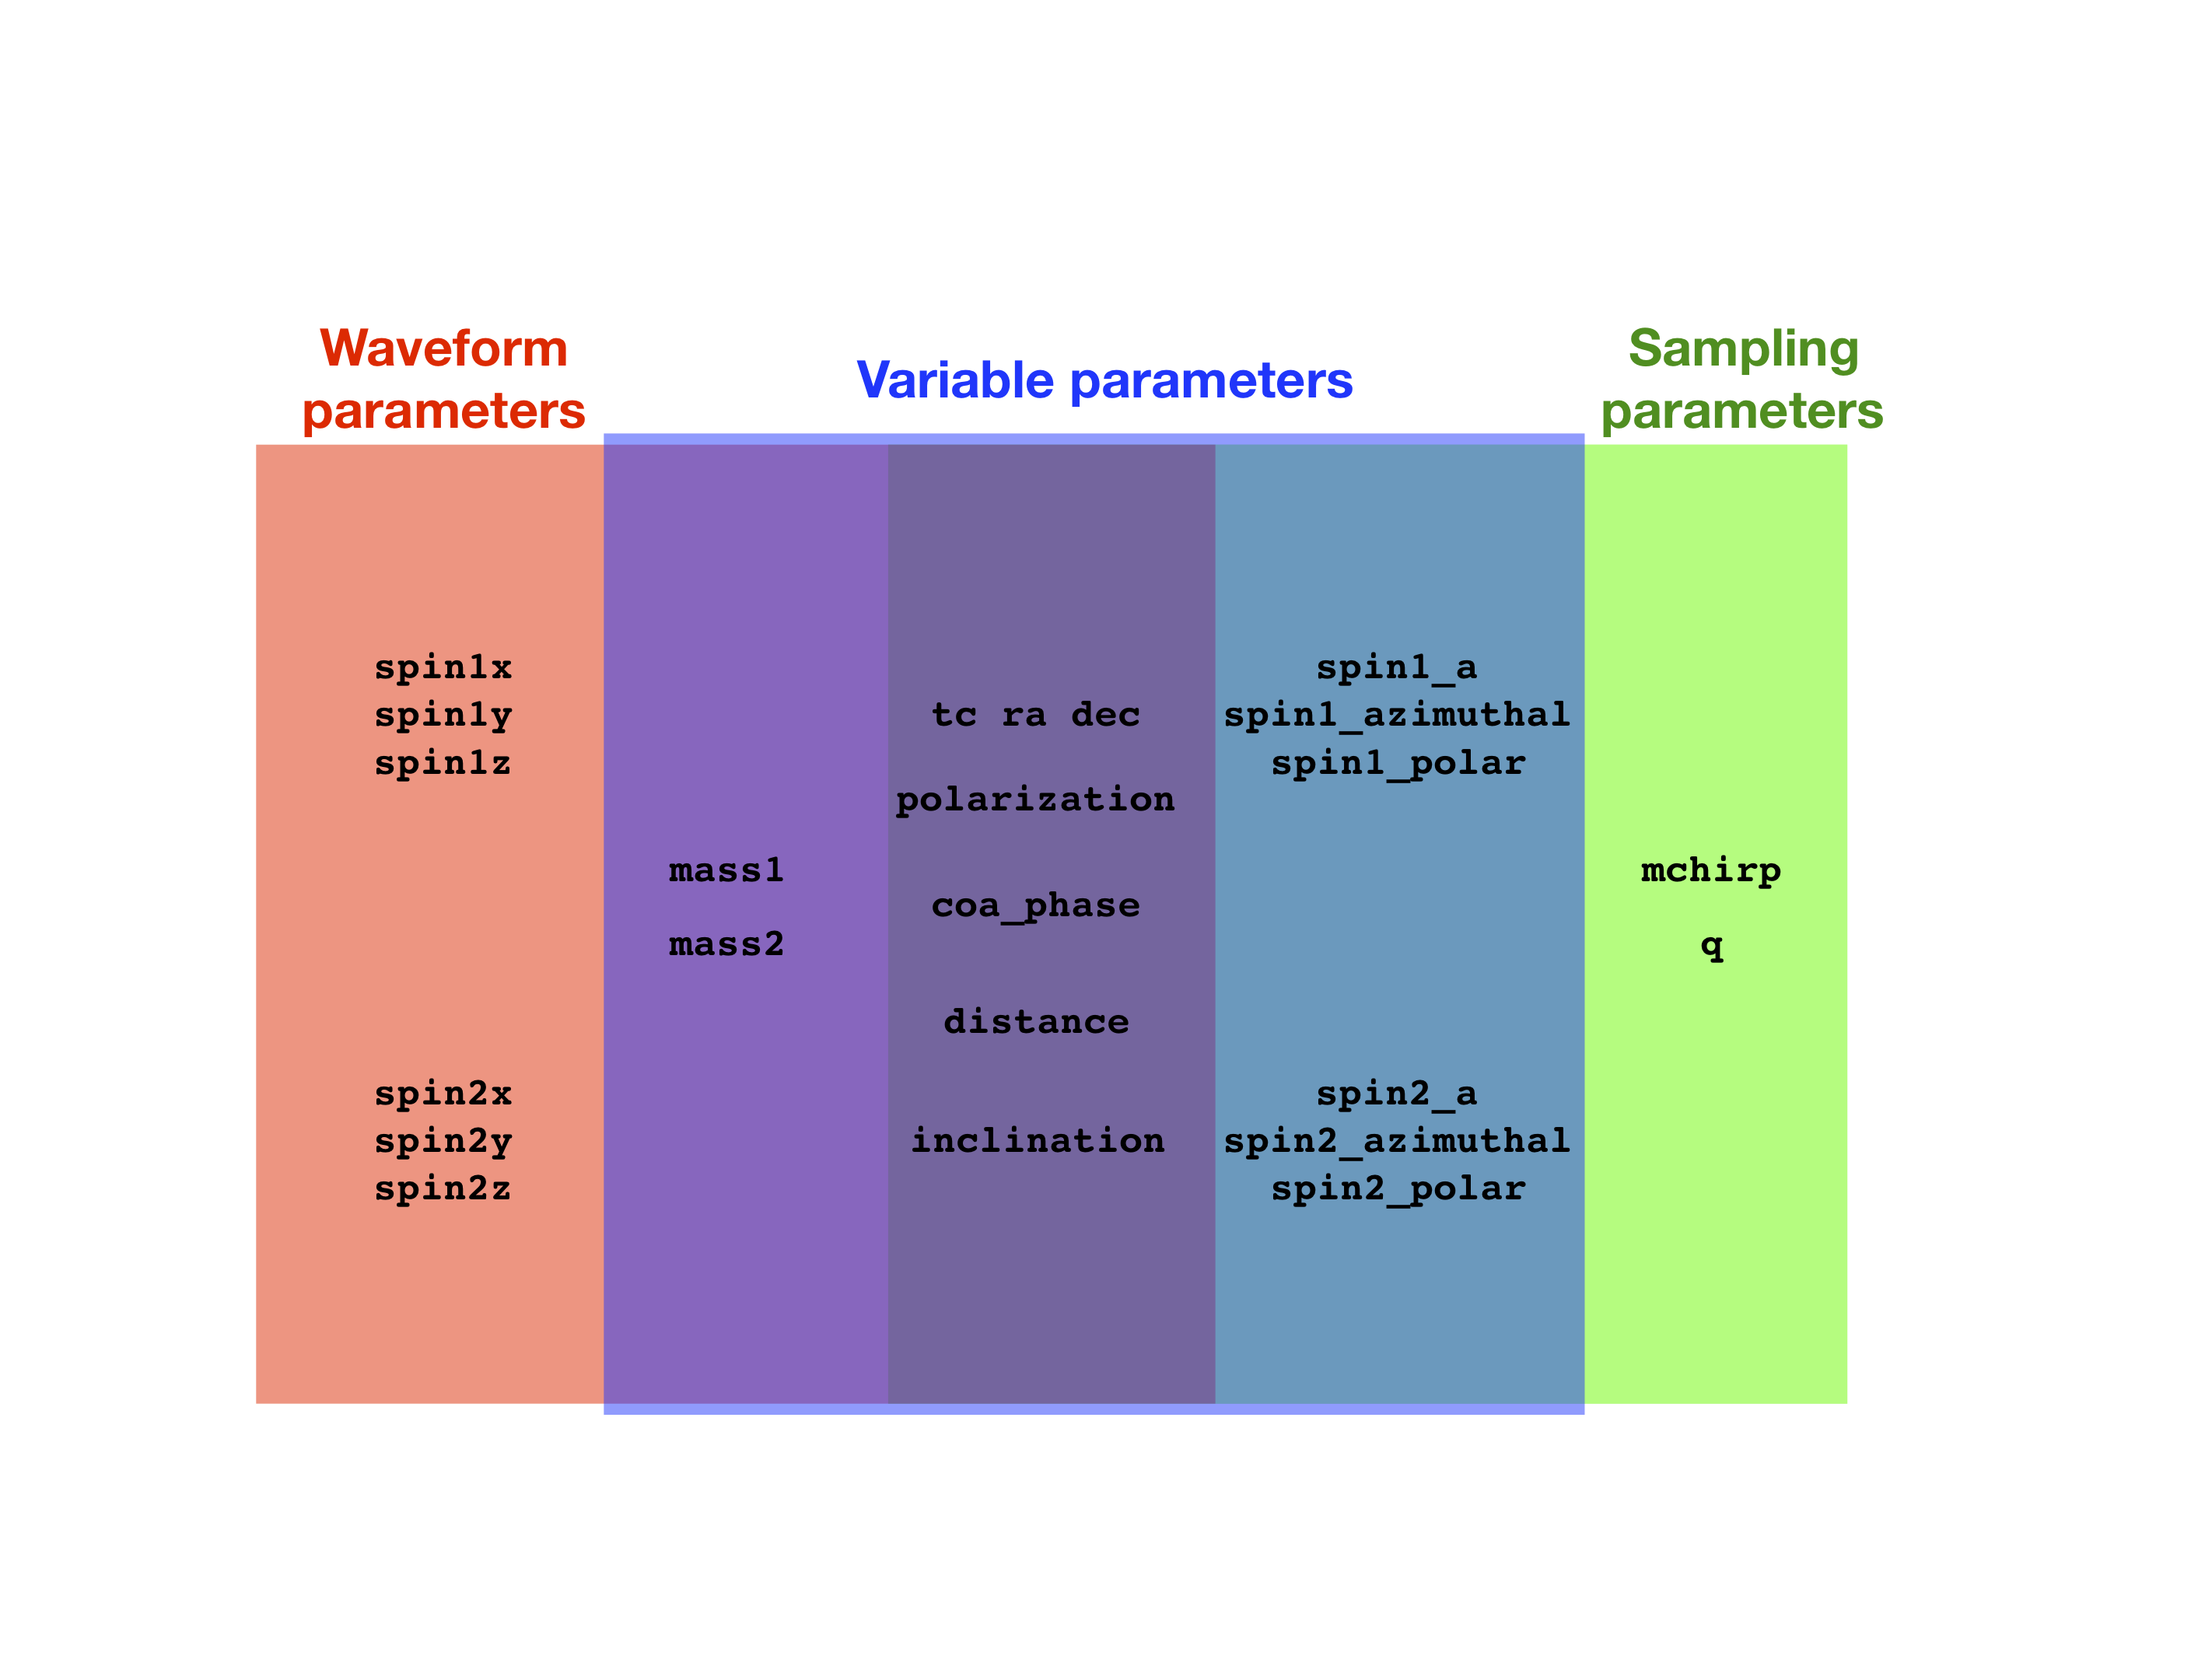 Waveform
parameters
Variable parameters
Sampling
parameters
spin1x
spin1y
spin1z
spin2x
spin2y
spin2z
mass1
mass2
tc ra dec
polarization
coa_phase
distance
inclination
spin1_a
spin1_azimuthal
spin1_polar
spin2_a
spin2_azimuthal
spin2_polar
mchirp
q